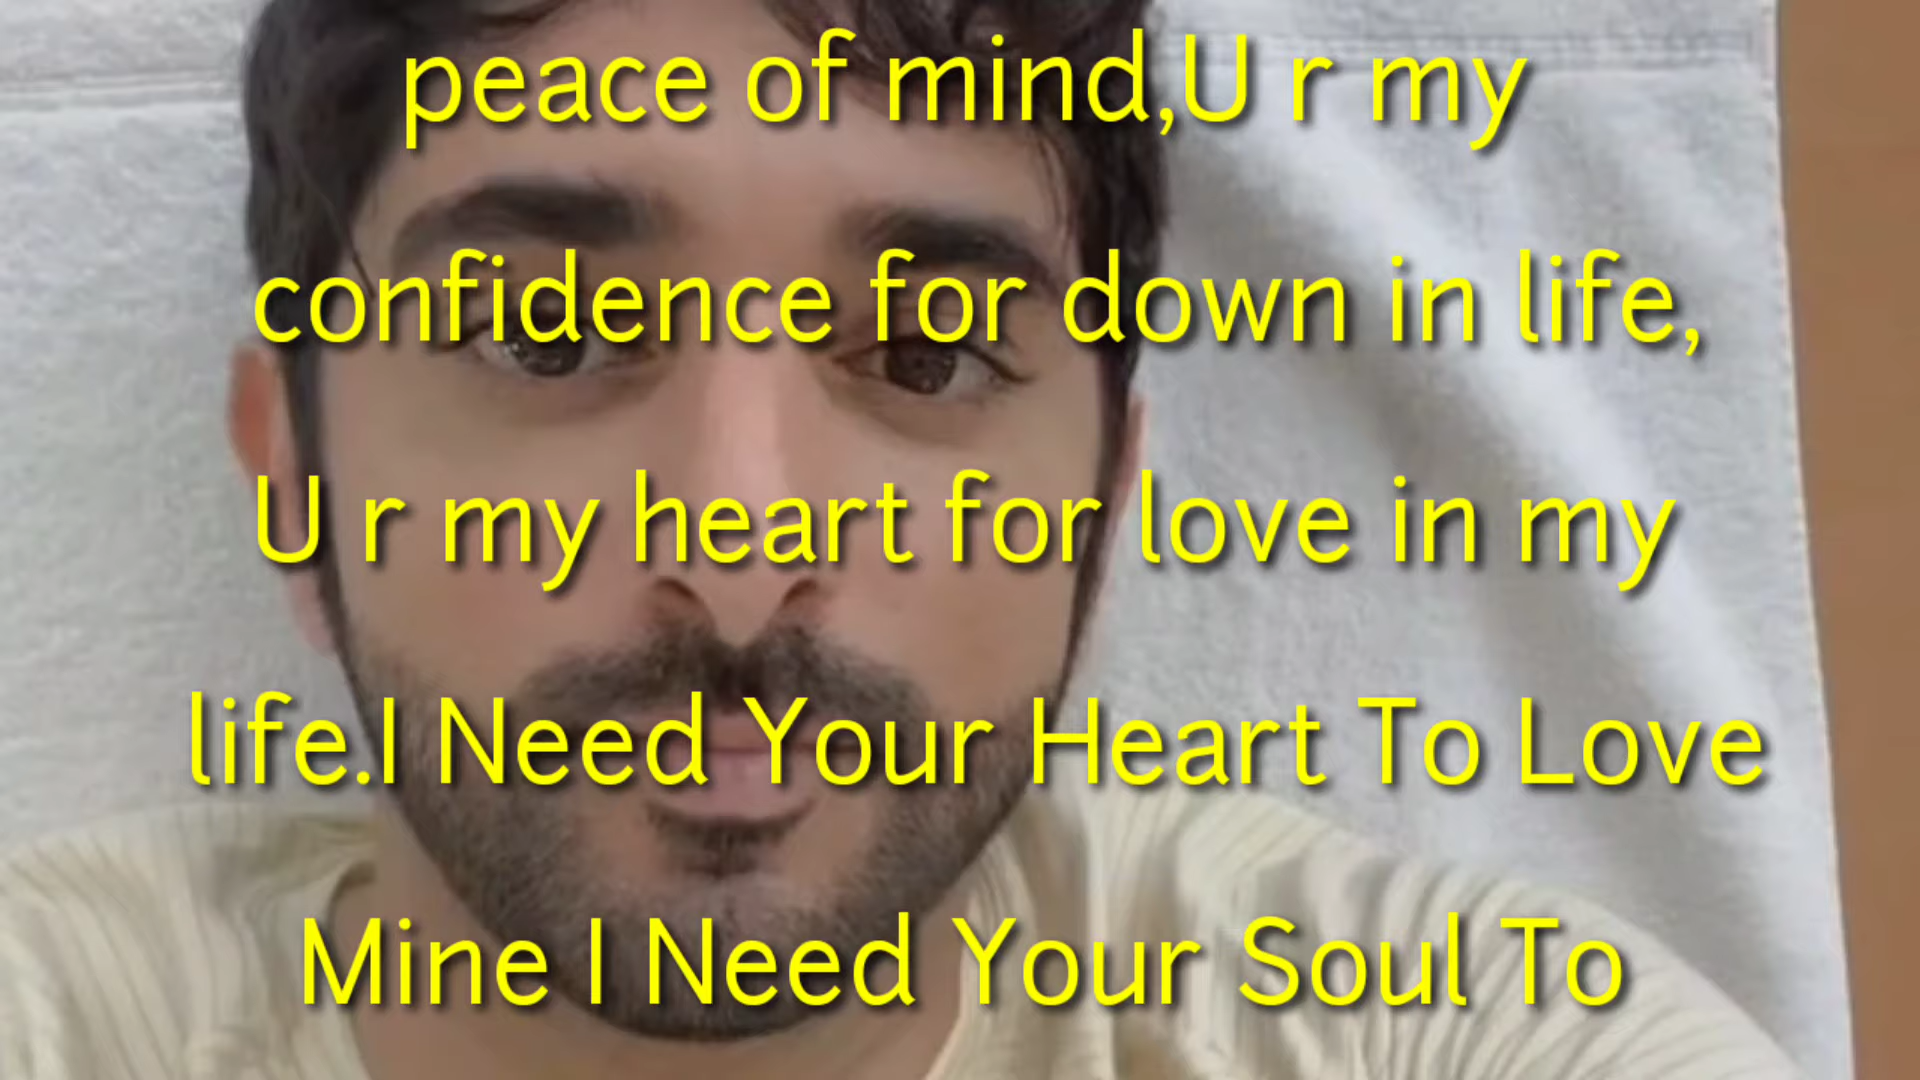 peace of mind,U r my
confidence for down in life,
U r my heart for love in my
life.I Need Your Heart To Love
Mine I Need Your Soul To